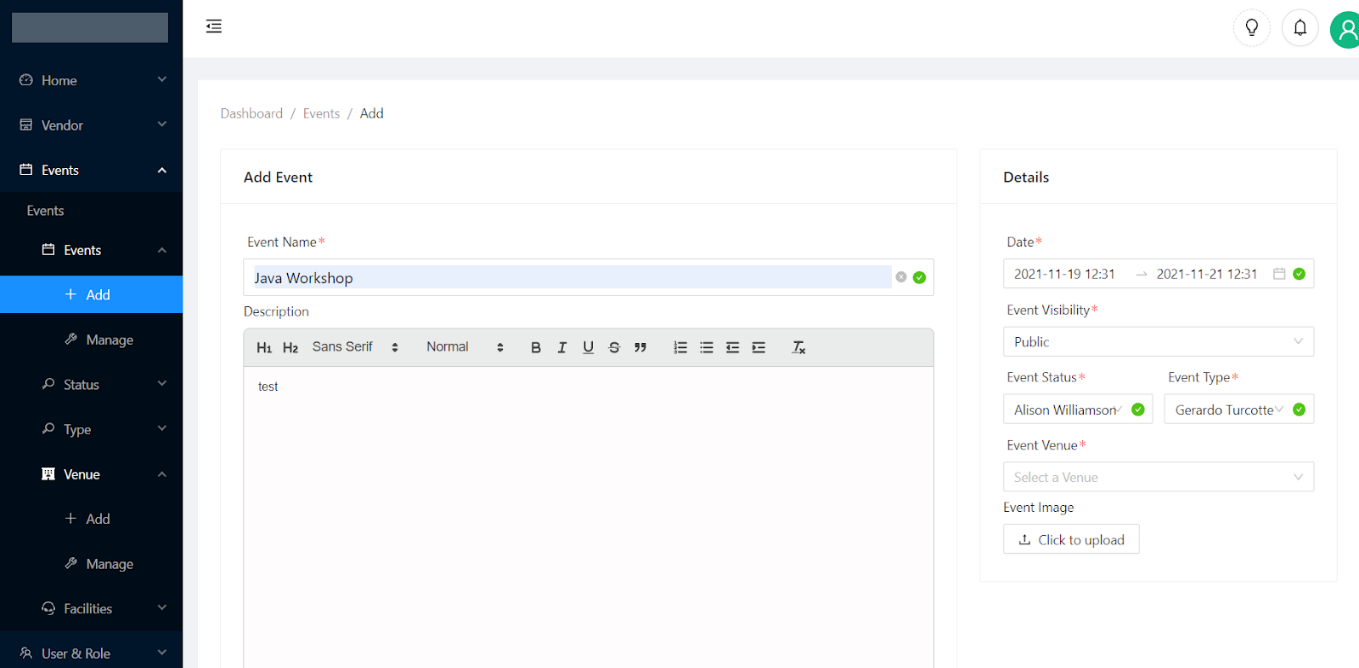 Home
Vendor
Events
Events
Events
Add
Manage
Status
Type
Venue
Add
Manage
Facilities
User & Role
Dashboard / Events / Add
Add Event
Event Name*
Java Workshop
Description
H1 H2 Sans Serif Normal B I U S
test
Details
Date*
2021-11-19 12:31 → 2021-11-21 12:31
Event Visibility*
Public
Event Status* Event Type*
Alison Williamson Gerardo Turcotte
Event Venue*
Select a Venue
Event Image
Click to upload